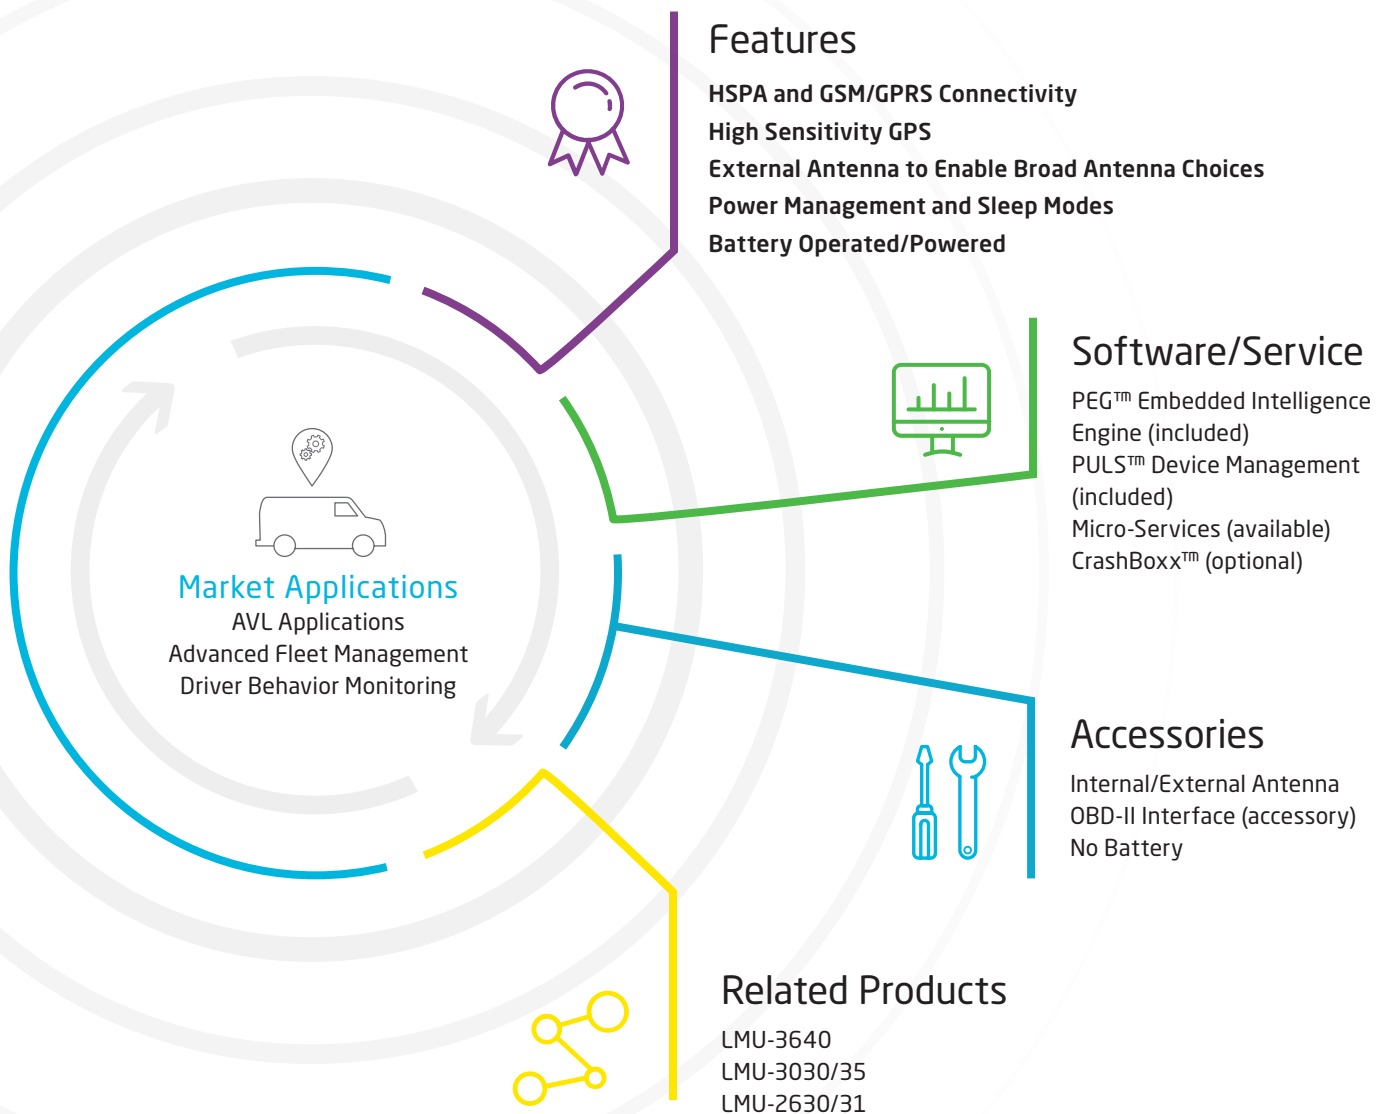 Features
HSPA and GSM/GPRS Connectivity
High Sensitivity GPS
External Antenna to Enable Broad Antenna Choices
Power Management and Sleep Modes
Battery Operated/Powered
Software/Service
PEG™ Embedded Intelligence
Engine (included)
PULS™ Device Management
(included)
Micro-Services (available)
CrashBoxx™ (optional)
Market Applications
AVL Applications
Advanced Fleet Management
Driver Behavior Monitoring
Accessories
Internal/External Antenna
OBD-II Interface (accessory)
No Battery
Related Products
LMU-3640
LMU-3030/35
LMU-2630/31